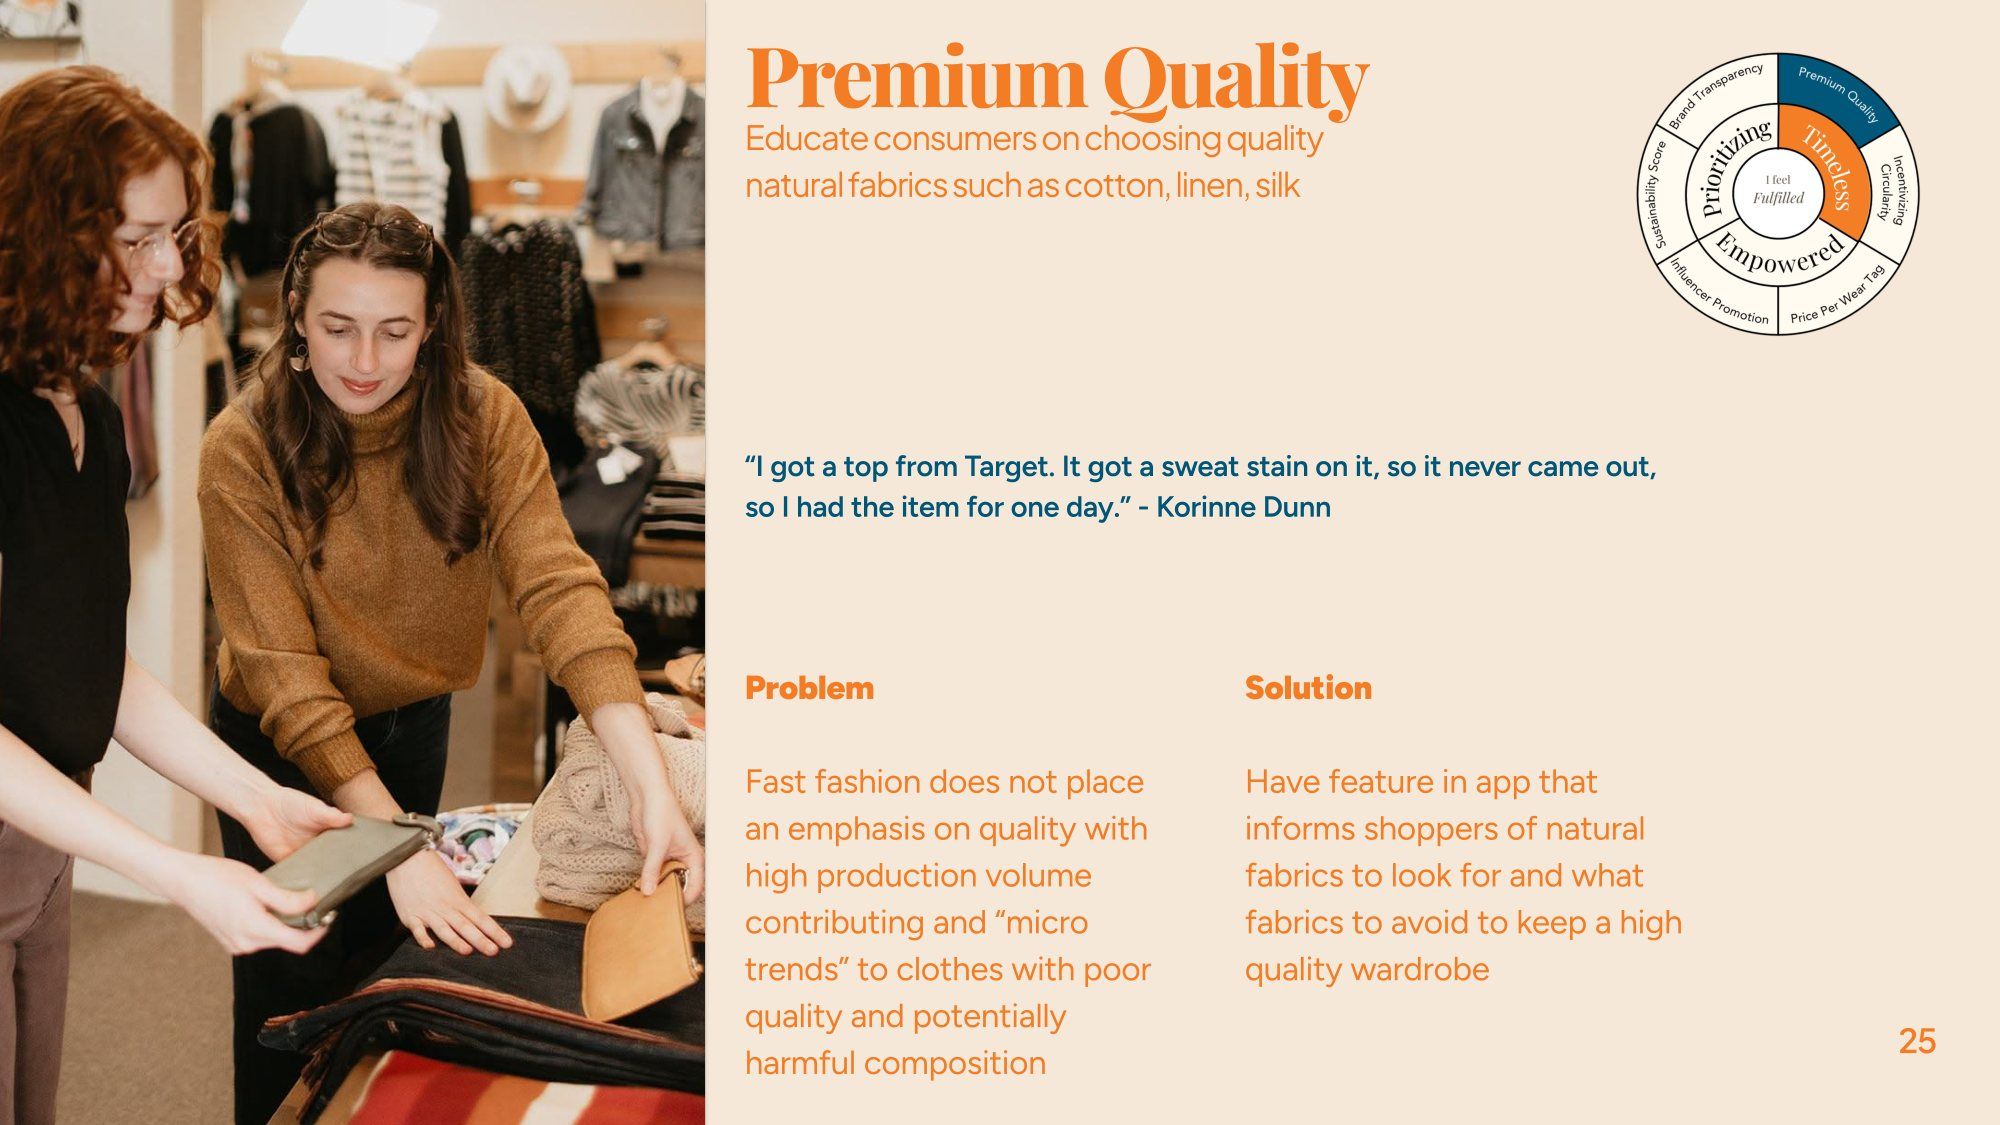 Premium Quality
Educate consumers on choosing quality
natural fabrics such as cotton, linen, silk
Brand Transparency
Premium Quality
Incentivizing
Circularity
Price Per Wear Tag
Influencer Promotion
Sustainability Score
Prioritizing
Timeless
Empowered
I feel
Fulfilled
“I got a top from Target. It got a sweat stain on it, so it never came out,
so I had the item for one day.” - Korinne Dunn
Problem
Fast fashion does not place
an emphasis on quality with
high production volume
contributing and “micro
trends” to clothes with poor
quality and potentially
harmful composition
Solution
Have feature in app that
informs shoppers of natural
fabrics to look for and what
fabrics to avoid to keep a high
quality wardrobe
25